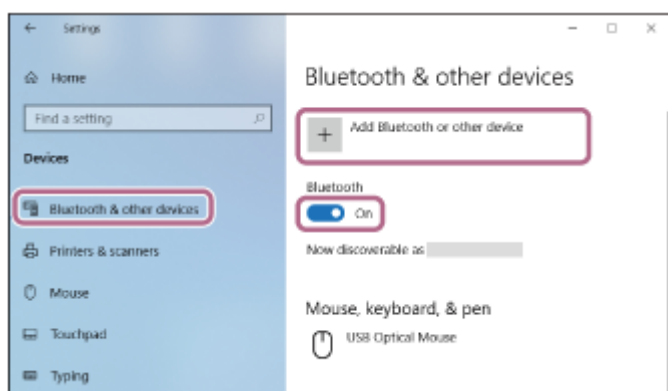 Settings
Home
Find a setting
Devices
Bluetooth & other devices
Printers & scanners
Mouse
Touchpad
Typing
Bluetooth & other devices
Add Bluetooth or other device
Bluetooth
On
Now discoverable as
Mouse, keyboard, & pen
USB Optical Mouse